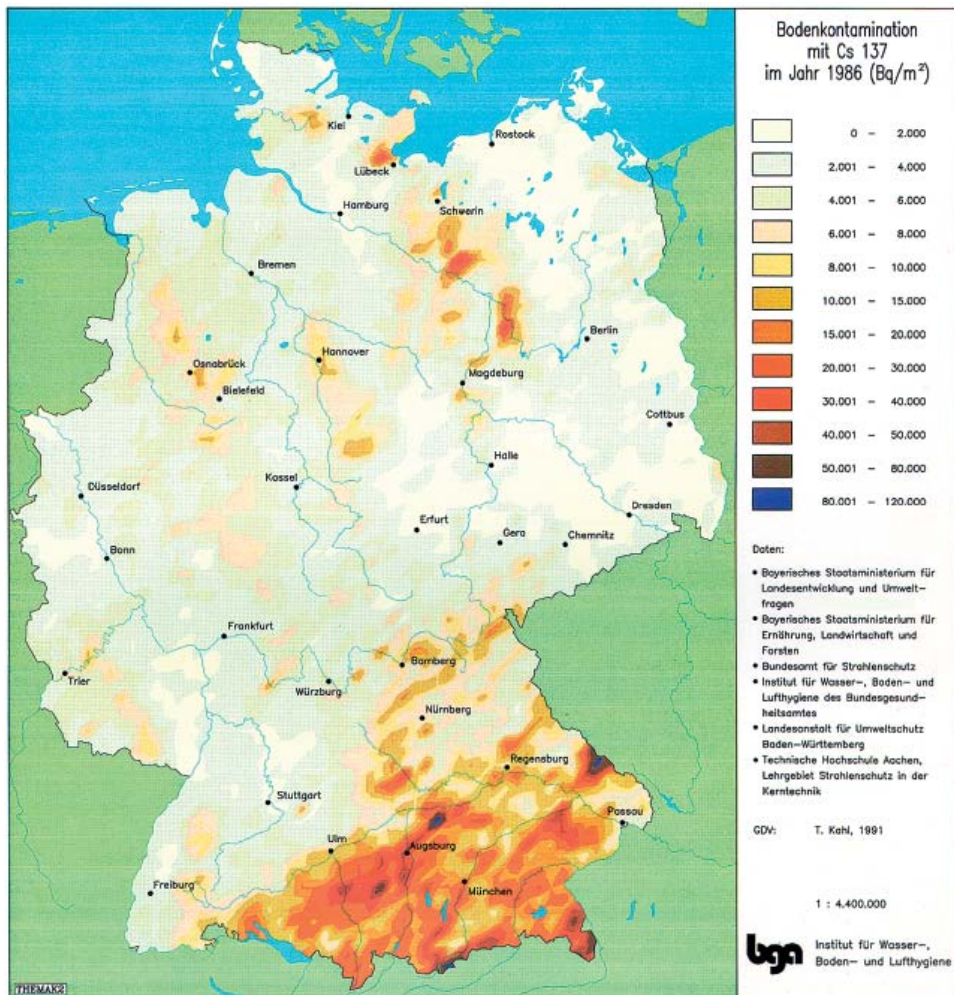 Bodenkontamination
mit Cs 137
im Jahr 1986 (Bq/m²)
0 – 2.000
2.001 – 4.000
4.001 – 6.000
6.001 – 8.000
8.001 – 10.000
10.001 – 15.000
15.001 – 20.000
20.001 – 30.000
30.001 – 40.000
40.001 – 50.000
50.001 – 80.000
80.001 – 120.000
Daten:
• Bayerisches Staatsministerium für
Landesentwicklung und Umwelt–
fragen
• Bayerisches Staatsministerium für
Ernährung, Landwirtschaft und
Forsten
• Bundesamt für Strahlenschutz
• Institut für Wasser–, Boden– und
Lufthygiene des Bundesgesund–
heitsamtes
• Landesanstalt für Umweltschutz
Baden–Württemberg
• Technische Hochschule Aachen,
Lehrgebiet Strahlenschutz in der
Kerntechnik
GDV: T. Kahl, 1991
1 : 4.400.000
bga
Institut für Wasser–,
Boden– und Lufthygiene
Kiel
Rostock
Lübeck
Schwerin
Hamburg
Bremen
Berlin
Hannover
Osnabrück
Magdeburg
Bielefeld
Cottbus
Halle
Kassel
Düsseldorf
Dresden
Erfurt
Gera
Chemnitz
Bonn
Frankfurt
Bamberg
Trier
Würzburg
Nürnberg
Regensburg
Stuttgart
Passau
Ulm
Augsburg
München
Freiburg
THEMAK2